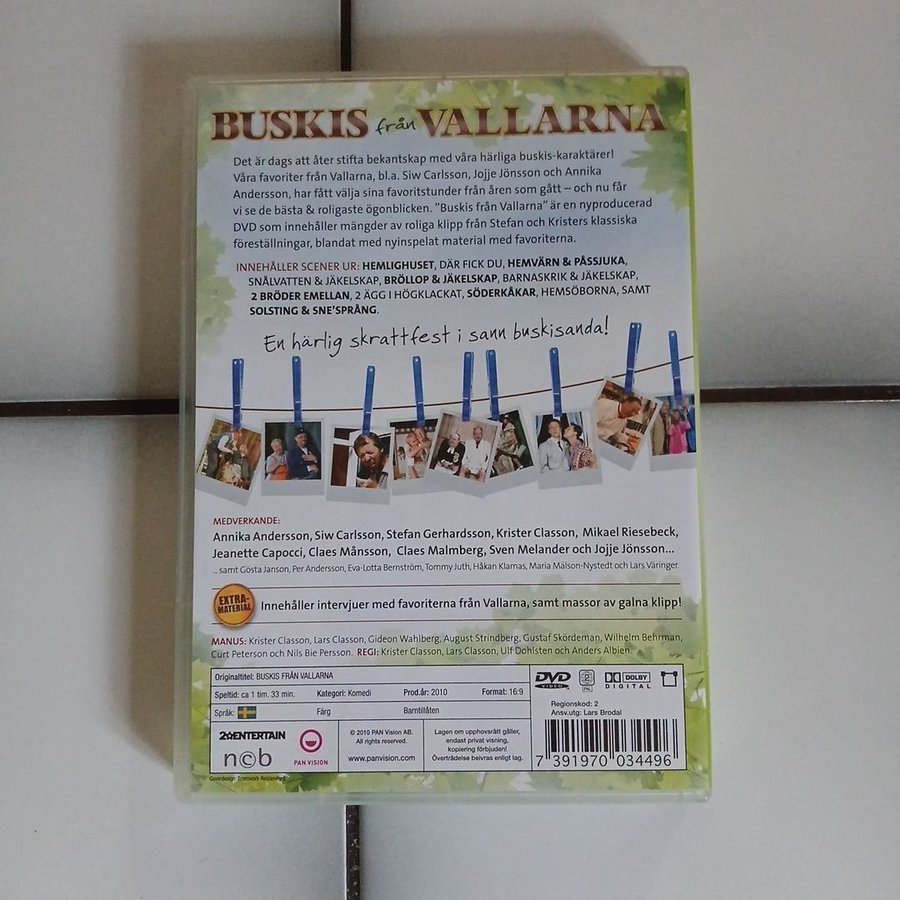 BUSKIS från VALLARNA
Det är dags att åter stifta bekantskap med våra härliga buskis-karaktärer!
Våra favoriter från Vallarna, bl.a. Siw Carlsson, Jojje Jönsson och Annika
Andersson, har fått välja sina favoritstunder från åren som gått – och nu får
vi se de bästa & roligaste ögonblicken. "Buskis från Vallarna" är en nyproducerad
DVD som innehåller mängder av roliga klipp från Stefan och Kristers klassiska
föreställningar, blandat med nyinspelat material med favoriterna.
INNEHÅLLER SCENER UR: HEMLIGHUSET, DÄR FICK DU, HEMVÄRN & PÅSSJUKA,
SNÅLVATTEN & JÄKELSKAP, BRÖLLOP & JÄKELSKAP, BARNASKRIK & JÄKELSKAP,
2 BRÖDER EMELLAN, 2 ÄGG I HÖGKLACKAT, SÖDERKÅKAR, HEMSÖBORNA, SAMT
SOLSTING & SNE'SPRÅNG.
En härlig skrattfest i sann buskisanda!
MEDVERKANDE:
Annika Andersson, Siw Carlsson, Stefan Gerhardsson, Krister Classon, Mikael Riesebeck,
Jeanette Capocci, Claes Månsson, Claes Malmberg, Sven Melander och Jojje Jönsson...
... samt Gösta Janson, Per Andersson, Eva-Lotta Bernström, Tommy Juth, Håkan Klamas, Maria Mälson-Nystedt och Lars Väringer.
EXTRA-
MATERIAL
Innehåller intervjuer med favoriterna från Vallarna, samt massor av galna klipp!
MANUS: Krister Classon, Lars Classon, Gideon Wahlberg, August Strindberg, Gustaf Skördeman, Wilhelm Behrman,
Curt Peterson och Nils Bie Persson. REGI: Krister Classon, Lars Classon, Ulf Dohlsten och Anders Albien.
Originaltitel: BUSKIS FRÅN VALLARNA
Speltid: ca 1 tim. 33 min. Kategori: Komedi Prod.år: 2010 Format: 16:9
Språk: Färg Barntillåten
DVD VIDEO 2 PAL DOLBY DIGITAL
Regionskod: 2
Ansv.utg: Lars Brodal
2 ENTERTAIN
ncb
PAN VISION
© 2010 PAN Vision AB.
All rights reserved.
www.panvision.com
Lagen om upphovsrätt gäller,
endast privat visning,
kopiering förbjuden!
Överträdelse beivras enligt lag.
7 391970 034496
Coverdesign: